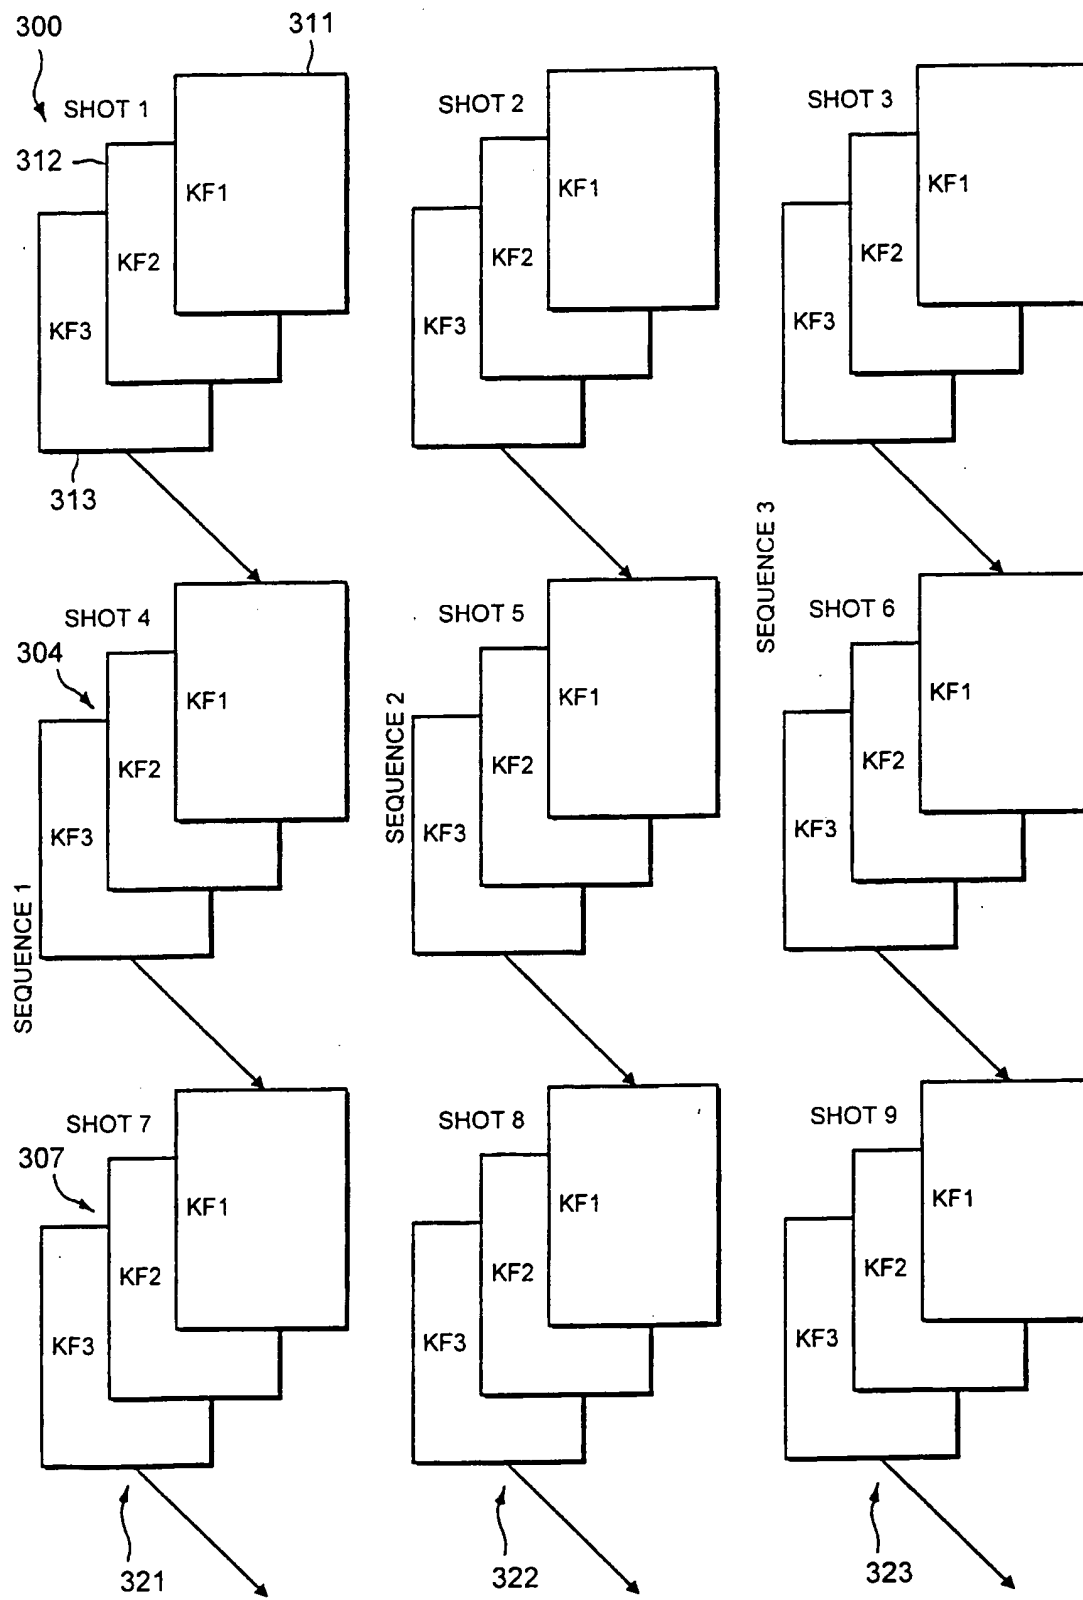 300
311
SHOT 1
SHOT 2
SHOT 3
312
KF1
KF1
KF1
KF2
KF2
KF2
KF3
KF3
KF3
313
SEQUENCE 3
SHOT 4
SHOT 5
SHOT 6
304
KF1
KF1
KF1
SEQUENCE 2
KF2
KF2
KF2
KF3
KF3
KF3
SEQUENCE 1
SHOT 7
SHOT 8
SHOT 9
307
KF1
KF1
KF1
KF2
KF2
KF2
KF3
KF3
KF3
321
322
323